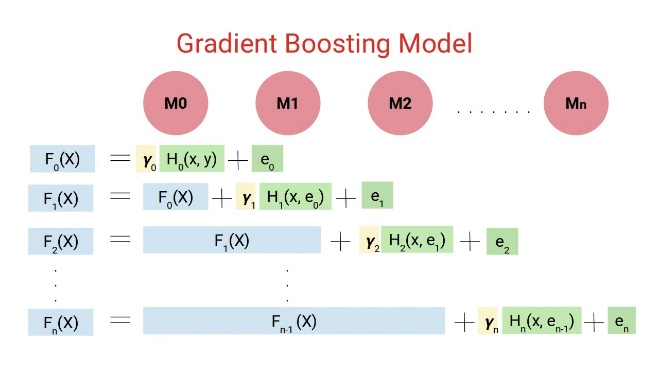 Gradient Boosting Model
M0 M1 M2 . . . . . . . Mn
F₀(X) = γ₀ H₀(x, y) + e₀
F₁(X) = F₀(X) + γ₁ H₁(x, e₀) + e₁
F₂(X) = F₁(X) + γ₂ H₂(x, e₁) + e₂
. .
. .
. .
Fₙ(X) = Fₙ₋₁ (X) + γₙ Hₙ(x, eₙ₋₁) + eₙ